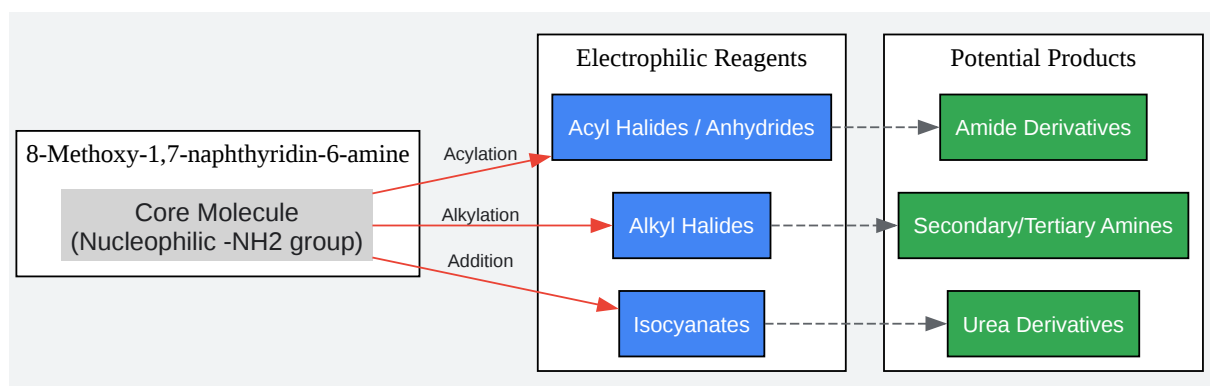 8-Methoxy-1,7-naphthyridin-6-amine
Core Molecule
(Nucleophilic -NH2 group)
Acylation
Alkylation
Addition
Electrophilic Reagents
Acyl Halides / Anhydrides
Alkyl Halides
Isocyanates
Potential Products
Amide Derivatives
Secondary/Tertiary Amines
Urea Derivatives